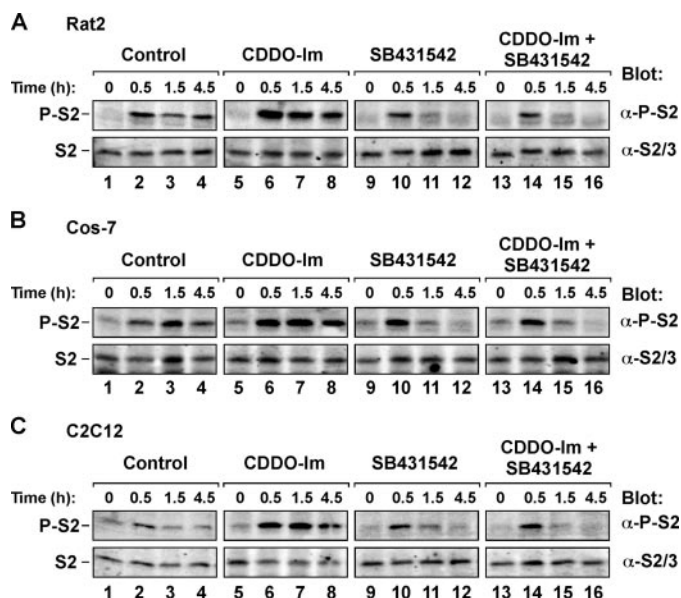 A Rat2
Control CDDO-Im SB431542 CDDO-Im + SB431542 Blot:
Time (h): 0 0.5 1.5 4.5 0 0.5 1.5 4.5 0 0.5 1.5 4.5 0 0.5 1.5 4.5
P-S2 α-P-S2
S2 α-S2/3
1 2 3 4 5 6 7 8 9 10 11 12 13 14 15 16
B Cos-7
Control CDDO-Im SB431542 CDDO-Im + SB431542
Time (h): 0 0.5 1.5 4.5 0 0.5 1.5 4.5 0 0.5 1.5 4.5 0 0.5 1.5 4.5 Blot:
P-S2 α-P-S2
S2 α-S2/3
1 2 3 4 5 6 7 8 9 10 11 12 13 14 15 16
C C2C12
Control CDDO-Im SB431542 CDDO-Im + SB431542
Time (h): 0 0.5 1.5 4.5 0 0.5 1.5 4.5 0 0.5 1.5 4.5 0 0.5 1.5 4.5 Blot:
P-S2 α-P-S2
S2 α-S2/3
1 2 3 4 5 6 7 8 9 10 11 12 13 14 15 16